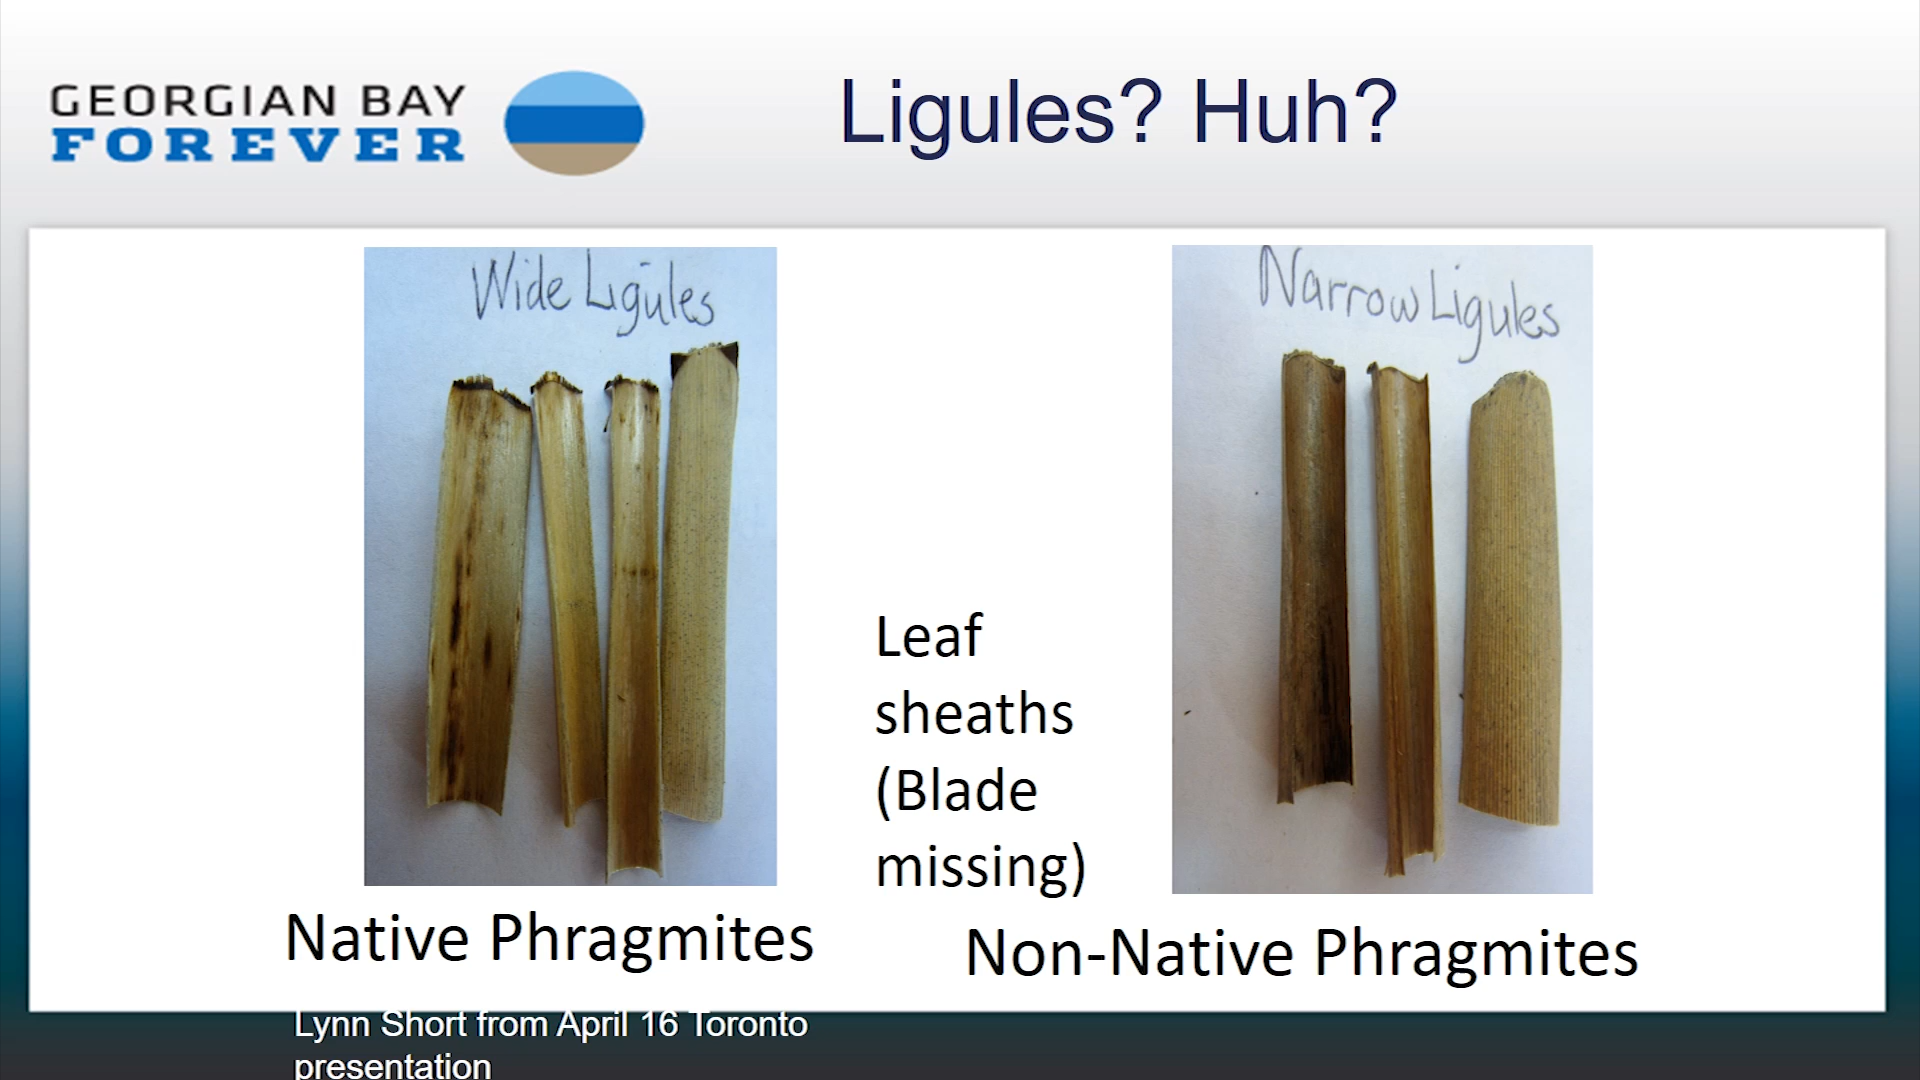 GEORGIAN BAY
FOREVER
Ligules? Huh?
Wide Ligules
Narrow Ligules
Leaf
sheaths
(Blade
missing)
Native Phragmites
Non-Native Phragmites
Lynn Short from April 16 Toronto
presentation